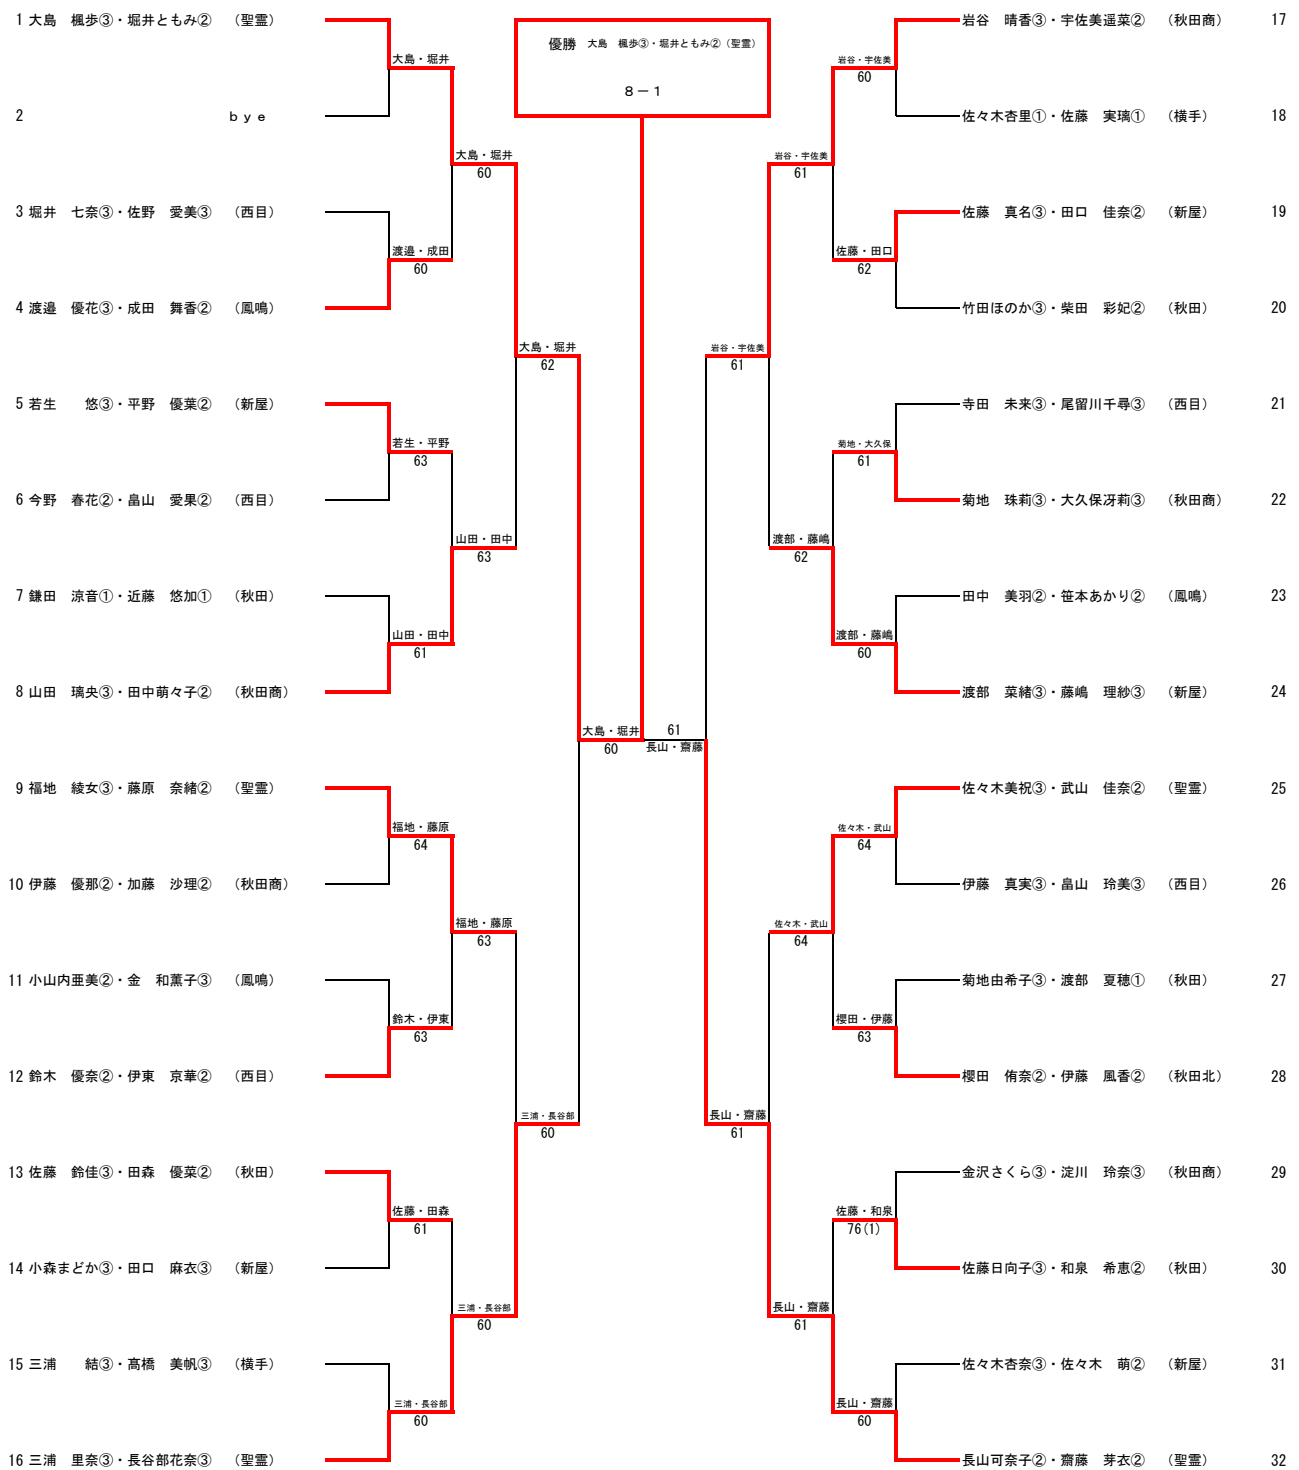 1 大島　楓歩③・堀井ともみ②　（聖霊）
優勝　大島　楓歩③・堀井ともみ②（聖霊）
岩谷　晴香③・宇佐美遥菜②　（秋田商）　17
大島・堀井
岩谷・宇佐美
60
８－１
2　ｂｙｅ
佐々木杏里①・佐藤　実璃①　（横手）　18
大島・堀井
60
岩谷・宇佐美
61
3 堀井　七奈③・佐野　愛美③　（西目）
佐藤　真名③・田口　佳奈②　（新屋）　19
渡邉・成田
60
佐藤・田口
62
4 渡邉　優花③・成田　舞香②　（鳳鳴）
竹田ほのか③・柴田　彩妃②　（秋田）　20
大島・堀井
62
岩谷・宇佐美
61
5 若生　　悠③・平野　優葉②　（新屋）
寺田　未来③・尾留川千尋③　（西目）　21
若生・平野
63
菊地・大久保
61
6 今野　春花②・畠山　愛果②　（西目）
菊地　珠莉③・大久保冴莉③　（秋田商）　22
山田・田中
63
渡部・藤嶋
62
7 鎌田　涼音①・近藤　悠加①　（秋田）
田中　美羽②・笹本あかり②　（鳳鳴）　23
山田・田中
61
渡部・藤嶋
60
8 山田　璃央③・田中萌々子②　（秋田商）
渡部　菜緒③・藤嶋　理紗③　（新屋）　24
大島・堀井
60
61
長山・齋藤
9 福地　綾女③・藤原　奈緒②　（聖霊）
佐々木美祝③・武山　佳奈②　（聖霊）　25
福地・藤原
64
佐々木・武山
64
10 伊藤　優那②・加藤　沙理②　（秋田商）
伊藤　真実③・畠山　玲美③　（西目）　26
福地・藤原
63
佐々木・武山
64
11 小山内亜美②・金　和薫子③　（鳳鳴）
菊地由希子③・渡部　夏穂①　（秋田）　27
鈴木・伊東
63
櫻田・伊藤
63
12 鈴木　優奈②・伊東　京華②　（西目）
櫻田　侑奈②・伊藤　風香②　（秋田北）　28
三浦・長谷部
60
長山・齋藤
61
13 佐藤　鈴佳③・田森　優菜②　（秋田）
金沢さくら③・淀川　玲奈③　（秋田商）　29
佐藤・田森
61
佐藤・和泉
76(1)
14 小森まどか③・田口　麻衣③　（新屋）
佐藤日向子③・和泉　希恵②　（秋田）　30
三浦・長谷部
60
長山・齋藤
61
15 三浦　　結③・髙橋　美帆③　（横手）
佐々木杏奈③・佐々木　萌②　（新屋）　31
三浦・長谷部
60
長山・齋藤
60
16 三浦　里奈③・長谷部花奈③　（聖霊）
長山可奈子②・齋藤　芽衣②　（聖霊）　32